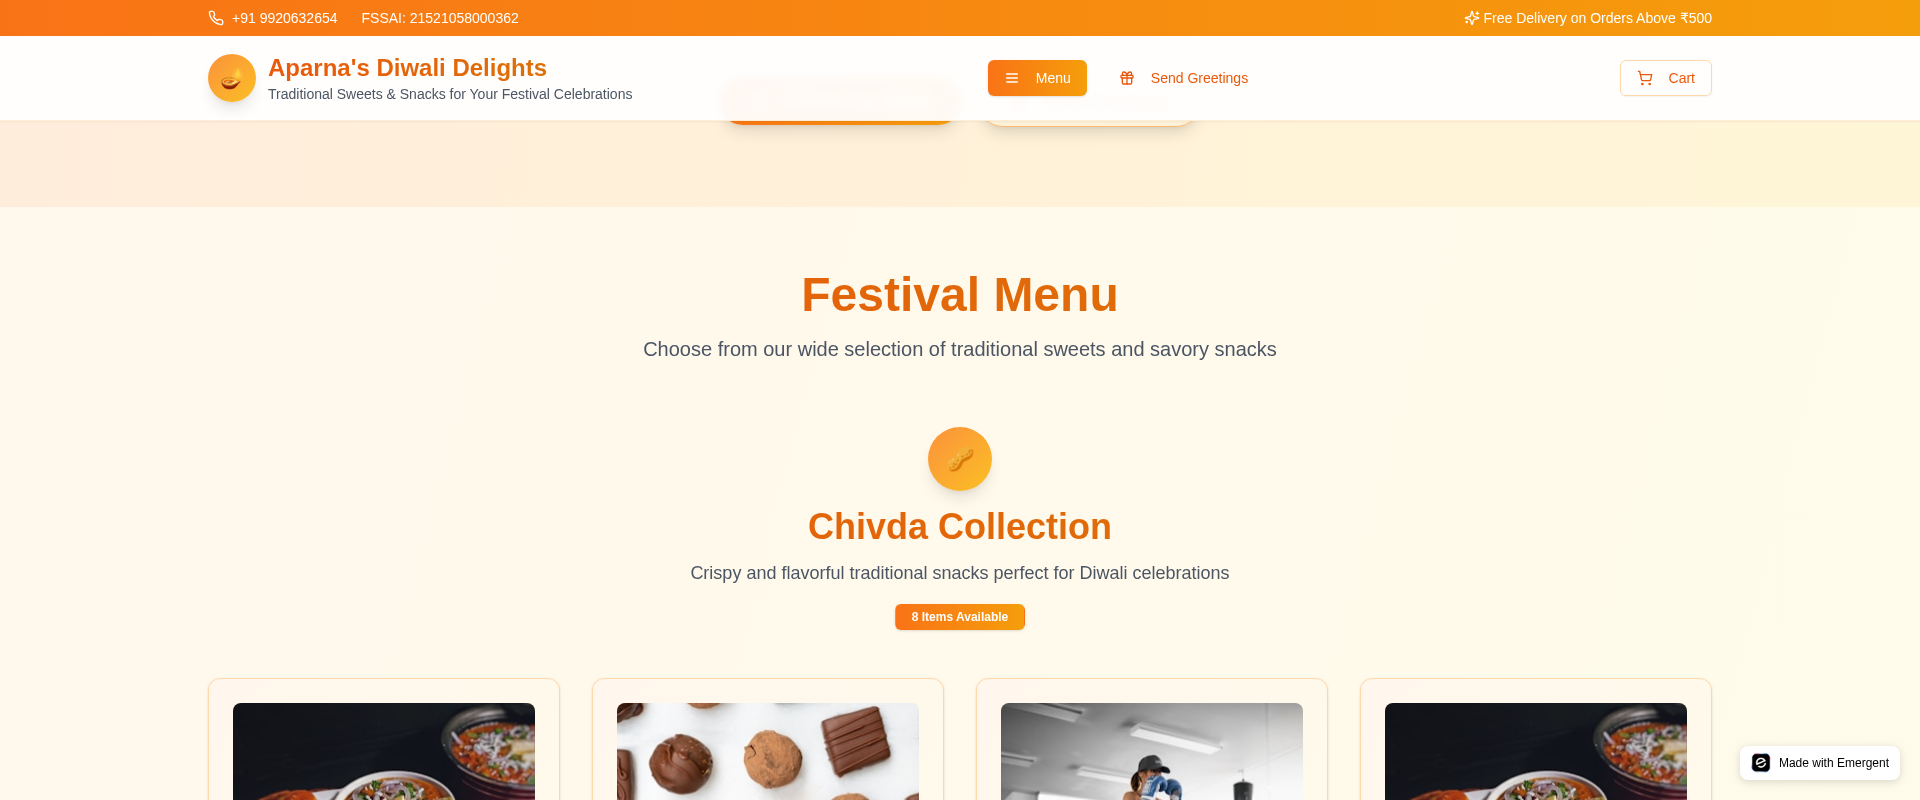 +91 9920632654
FSSAI: 21521058000362
Free Delivery on Orders Above ₹500
Aparna's Diwali Delights
Traditional Sweets & Snacks for Your Festival Celebrations
Menu
Send Greetings
Cart
Festival Menu
Choose from our wide selection of traditional sweets and savory snacks
Chivda Collection
Crispy and flavorful traditional snacks perfect for Diwali celebrations
8 Items Available
Made with Emergent